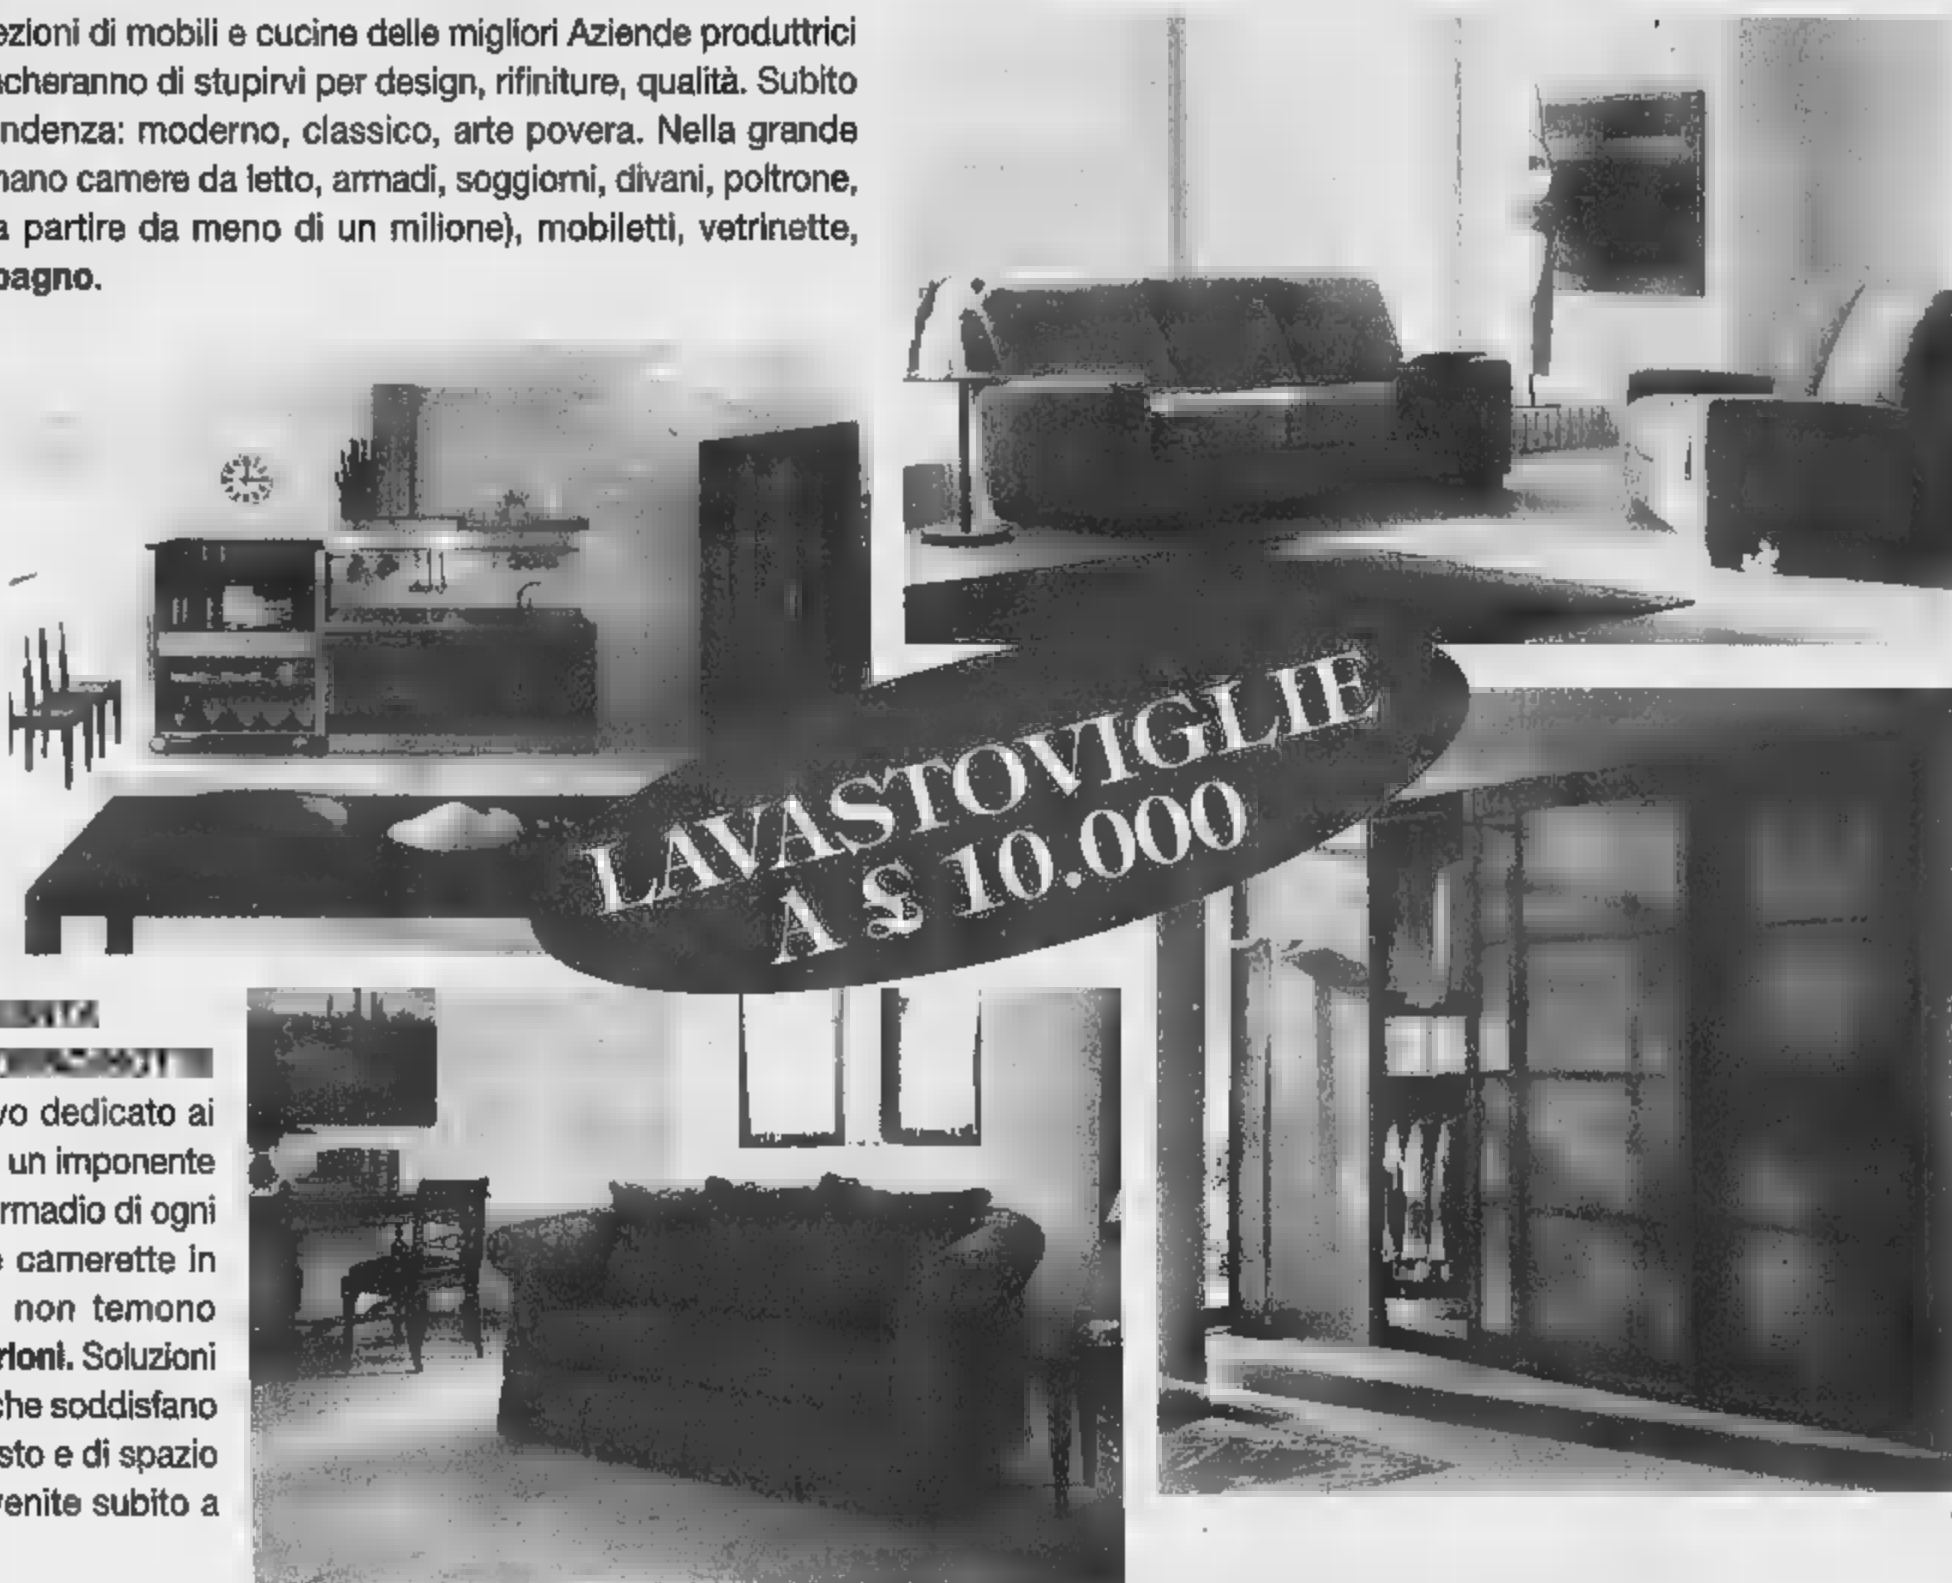 ezioni di mobili e cucine delle migliori Aziende produttrici
scheranno di stupirvi per design, rifiniture, qualità. Subito
ndenza: moderno, classico, arte povera. Nella grande
nano camere da letto, armadi, soggiorni, divani, poltrone,
a partire da meno di un milione), mobiletti, vetrinette,
bagno.
LAVASTOVIGLIE
A £ 10.000
vo dedicato ai
un imponente
rmadio di ogni
e camerette in
non temono
rioni. Soluzioni
che soddisfano
sto e di spazio
venite subito a